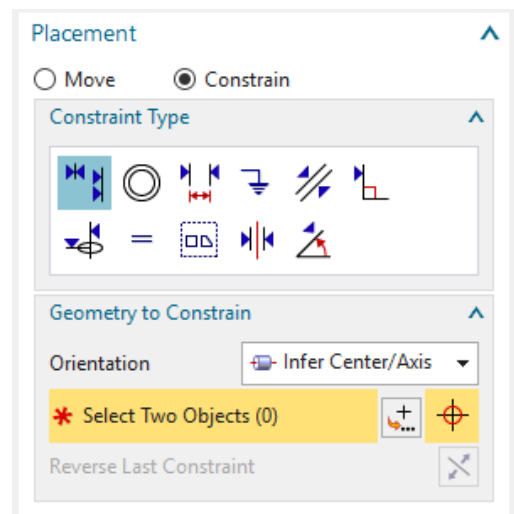 Placement
Move Constrain
Constraint Type
Geometry to Constrain
Orientation Infer Center/Axis
Select Two Objects (0)
Reverse Last Constraint